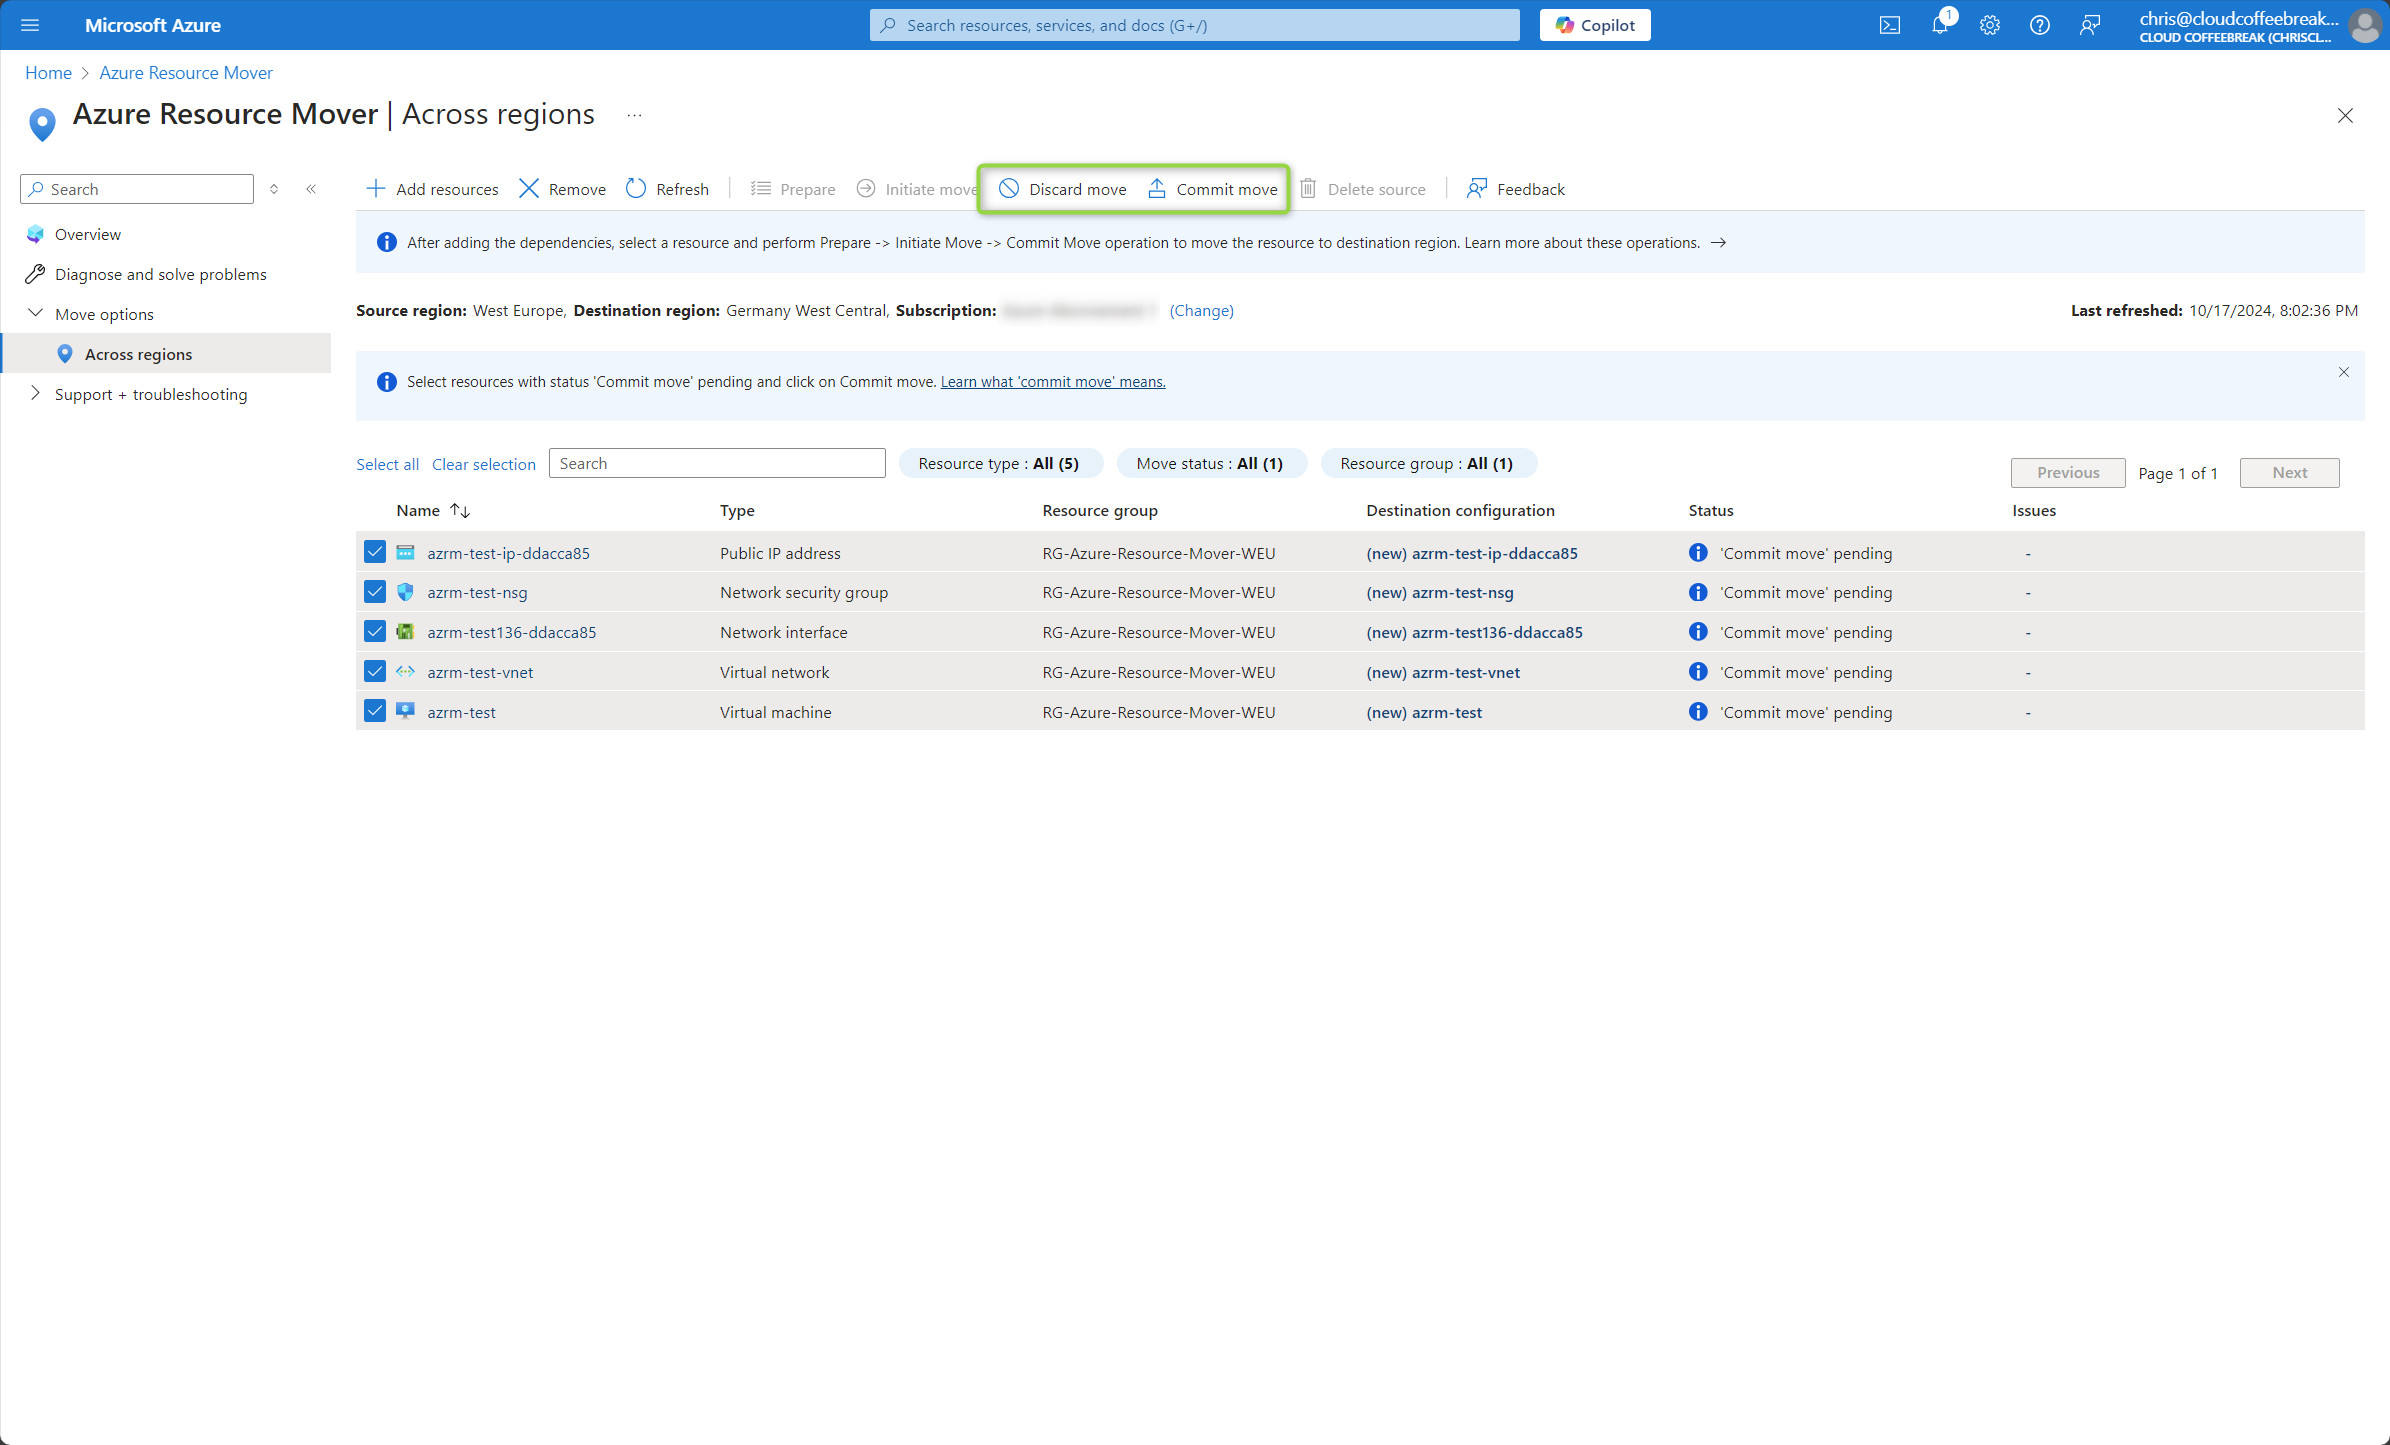 Microsoft Azure
Search resources, services, and docs (G+/)
Copilot
1
chris@cloudcoffeebreak...
CLOUD COFFEEBREAK (CHRISCL...
Home > Azure Resource Mover
Azure Resource Mover | Across regions ...
Search
Overview
Diagnose and solve problems
Move options
Across regions
Support + troubleshooting
Add resources Remove Refresh Prepare Initiate move Discard move Commit move Delete source Feedback
After adding the dependencies, select a resource and perform Prepare -> Initiate Move -> Commit Move operation to move the resource to destination region. Learn more about these operations. →
Source region: West Europe, Destination region: Germany West Central, Subscription: (Change)
Last refreshed: 10/17/2024, 8:02:36 PM
Select resources with status 'Commit move' pending and click on Commit move. Learn what 'commit move' means.
Select all Clear selection Search Resource type : All (5) Move status : All (1) Resource group : All (1)
Previous Page 1 of 1 Next
Name ↑↓ Type Resource group Destination configuration Status Issues
azrm-test-ip-ddacca85 Public IP address RG-Azure-Resource-Mover-WEU (new) azrm-test-ip-ddacca85 'Commit move' pending -
azrm-test-nsg Network security group RG-Azure-Resource-Mover-WEU (new) azrm-test-nsg 'Commit move' pending -
azrm-test136-ddacca85 Network interface RG-Azure-Resource-Mover-WEU (new) azrm-test136-ddacca85 'Commit move' pending -
azrm-test-vnet Virtual network RG-Azure-Resource-Mover-WEU (new) azrm-test-vnet 'Commit move' pending -
azrm-test Virtual machine RG-Azure-Resource-Mover-WEU (new) azrm-test 'Commit move' pending -